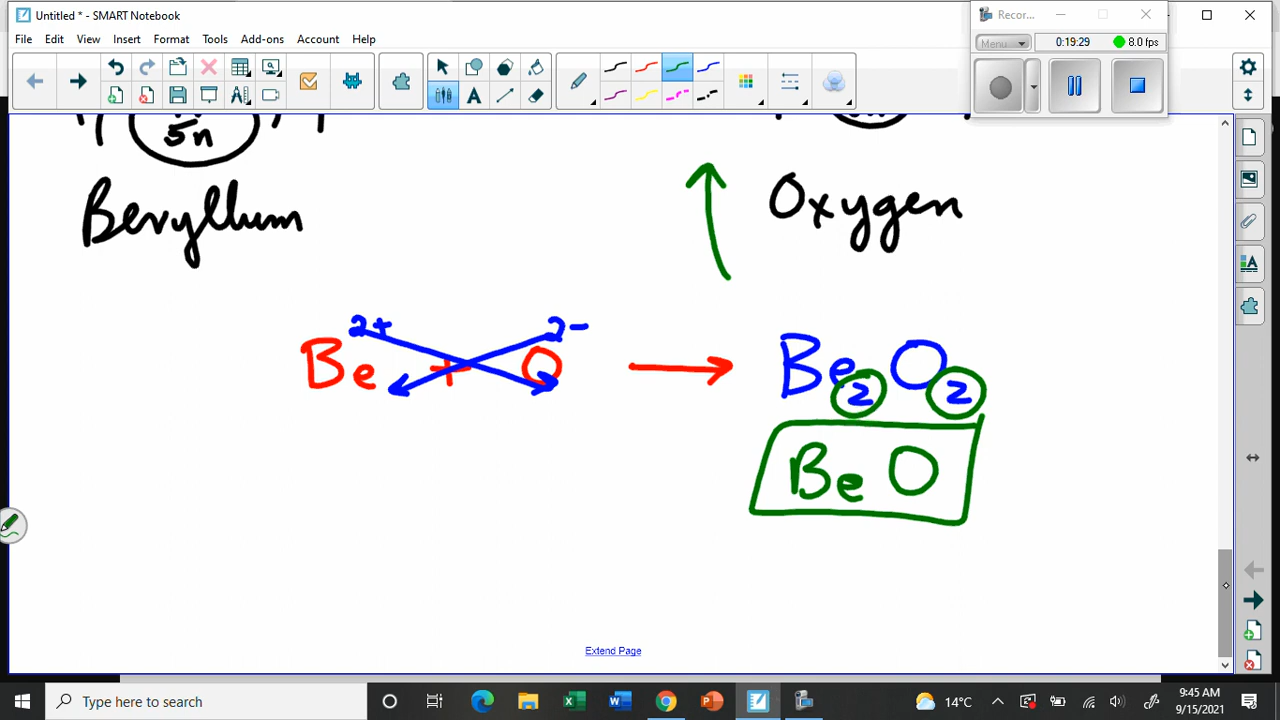 Untitled * - SMART Notebook
Recor...
File Edit View Insert Format Tools Add-ons Account Help
Menu
0:19:29
8.0 fps
5n
Beryllum
Oxygen
2+ 2-
Be + O → Be2O2
BeO
Extend Page
Type here to search
14°C
9:45 AM
9/15/2021